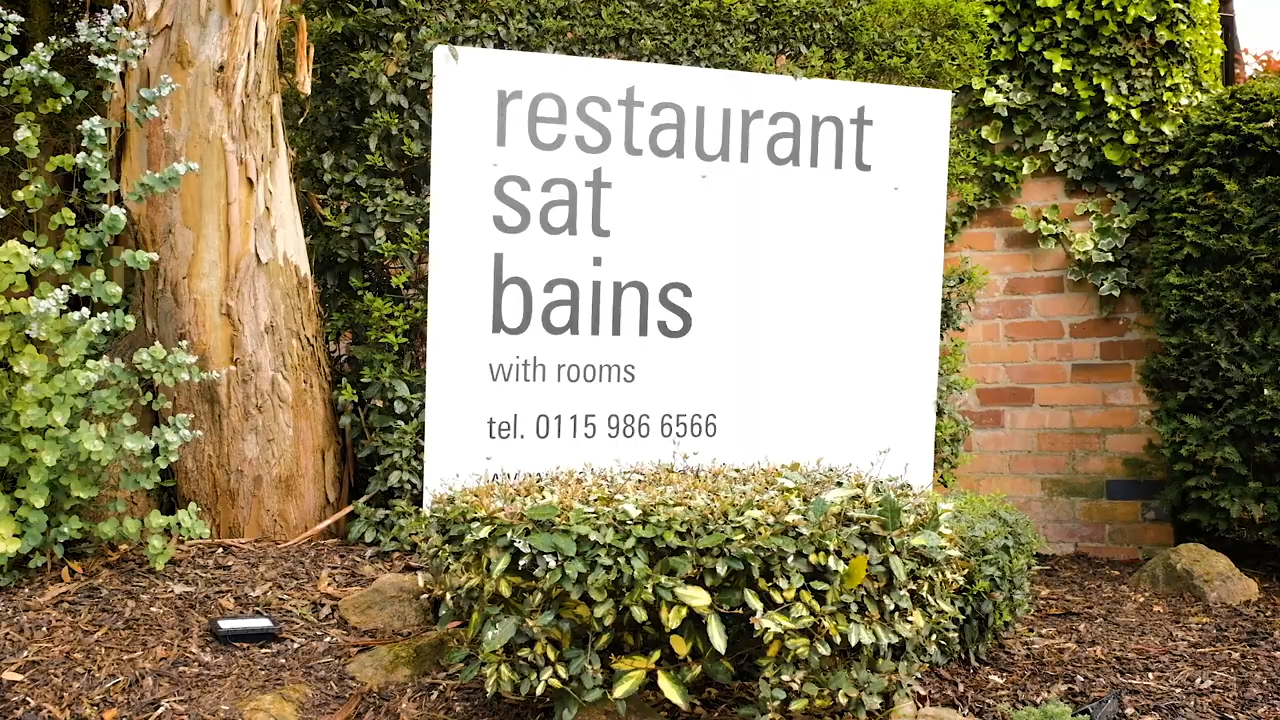 restaurant
sat
bains
with rooms
tel. 0115 986 6566